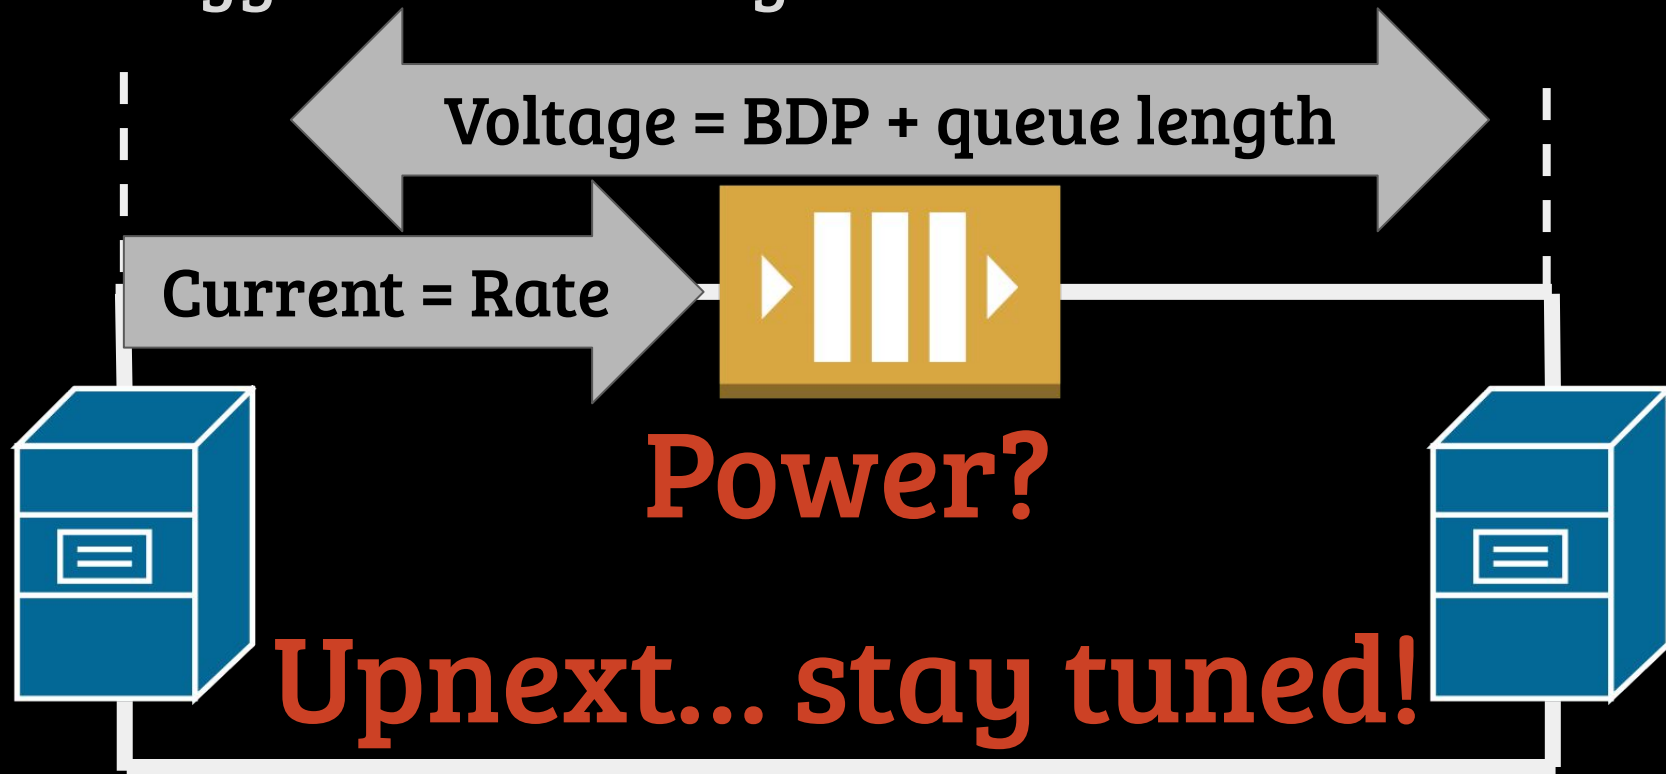 Voltage = BDP + queue length
Current = Rate
Power?
Upnext... stay tuned!